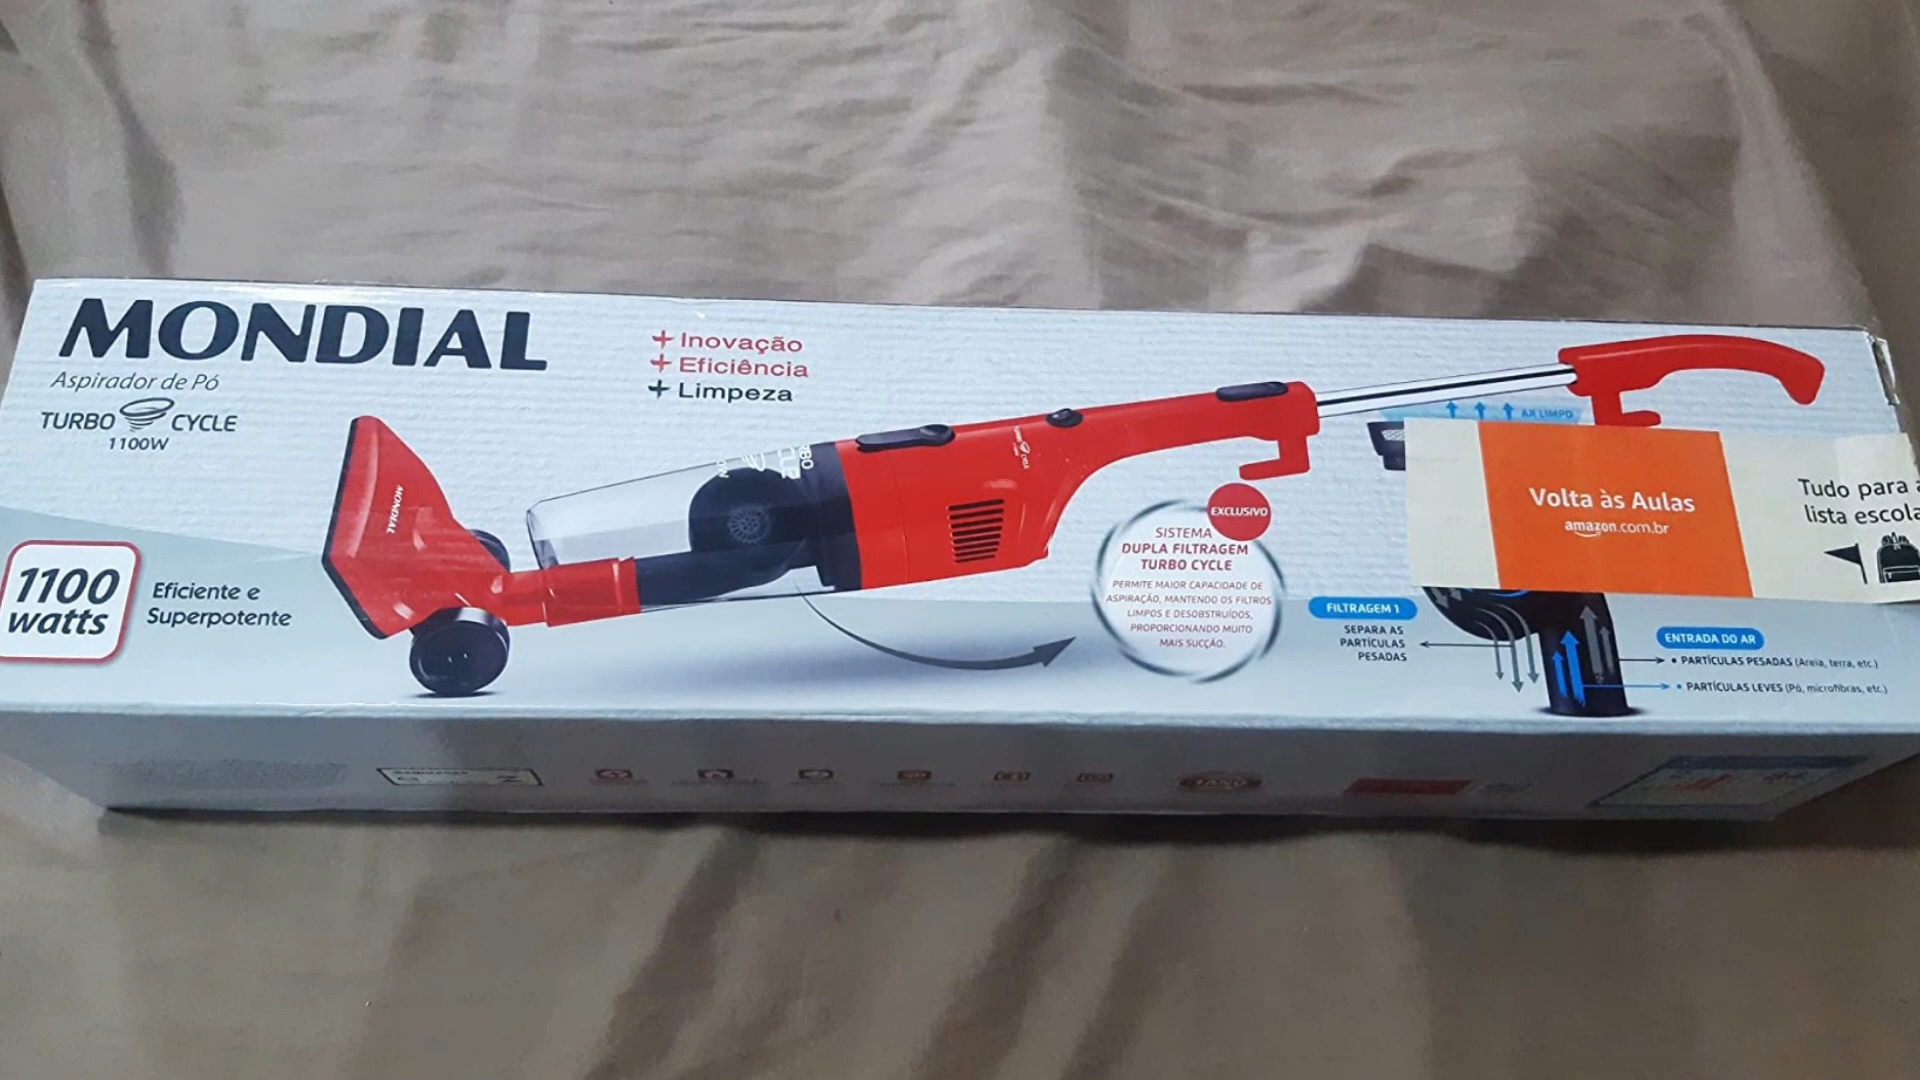 MONDIAL
Aspirador de Pó
TURBO CYCLE
1100W
+ Inovação
+ Eficiência
+ Limpeza
1100
watts
Eficiente e
Superpotente
MONDIAL
TURBO CYCLE
EXCLUSIVO
SISTEMA
DUPLA FILTRAGEM
TURBO CYCLE
PERMITE MAIOR CAPACIDADE DE
ASPIRAÇÃO, MANTENDO OS FILTROS
LIMPOS E DESOBSTRUÍDOS,
PROPORCIONANDO MUITO
MAIS SUCÇÃO.
AR LIMPO
Volta às Aulas
amazon.com.br
Tudo para
lista escola
FILTRAGEM 1
SEPARA AS
PARTÍCULAS
PESADAS
ENTRADA DO AR
• PARTÍCULAS PESADAS (Areia, terra, etc.)
• PARTÍCULAS LEVES (Pó, microfibras, etc.)